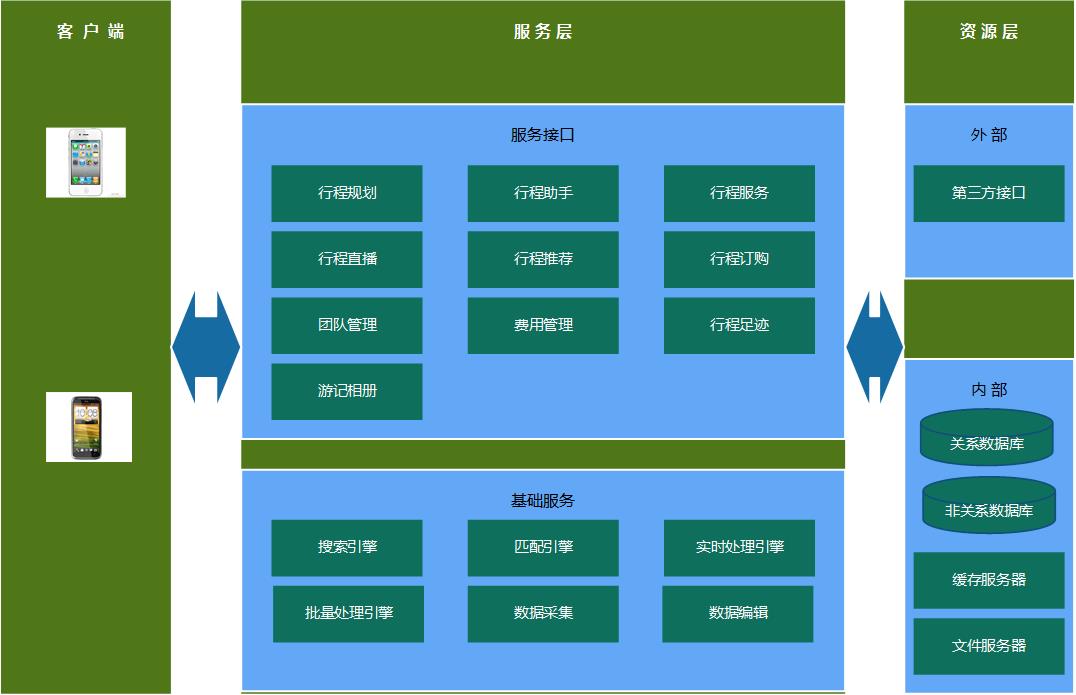 客 户 端
服 务 层
资 源 层
服务接口
行程规划
行程助手
行程服务
行程直播
行程推荐
行程订购
团队管理
费用管理
行程足迹
游记相册
基础服务
搜索引擎
匹配引擎
实时处理引擎
批量处理引擎
数据采集
数据编辑
外 部
第三方接口
内 部
关系数据库
非关系数据库
缓存服务器
文件服务器